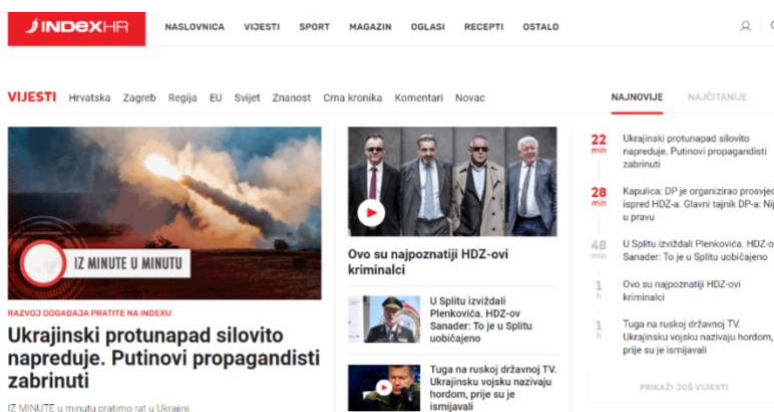 INDEXHR
NASLOVNICA VIJESTI SPORT MAGAZIN OGLASI RECEPTI OSTALO
VIJESTI Hrvatska Zagreb Regija EU Svijet Znanost Crna kronika Komentari Novac
IZ MINUTE U MINUTU
RAZVOJ DOGAĐAJA PRATITE NA INDEXU
Ukrajinski protunapad silovito
napreduje. Putinovi propagandisti
zabrinuti
IZ MINUTE u minutu pratimo rat u Ukrajini.
Ovo su najpoznatiji HDZ-ovi
kriminalci
U Splitu izviždali
Plenkovića. HDZ-ov
Sanader: To je u Splitu
uobičajeno
Tuga na ruskoj državnoj TV.
Ukrajinsku vojsku nazivaju
hordom, prije su je
ismijavali
NAJNOVIJE NAJČITANIJE
22 min
Ukrajinski protunapad silovito
napreduje. Putinovi propagandisti
zabrinuti
28 min
Kapulica: DP je organizirao prosvjed
ispred HDZ-a. Glavni tajnik DP-a:
u pravu
48 min
U Splitu izviždali Plenkovića.
Sanader: To je u Splitu uobičajeno
1 h
Ovo su najpoznatiji HDZ-ovi
kriminalci
1 h
Tuga na ruskoj državnoj TV.
Ukrajinsku vojsku nazivaju hordom,
prije su je ismijavali
PRIKAŽI JOŠ VIJESTI